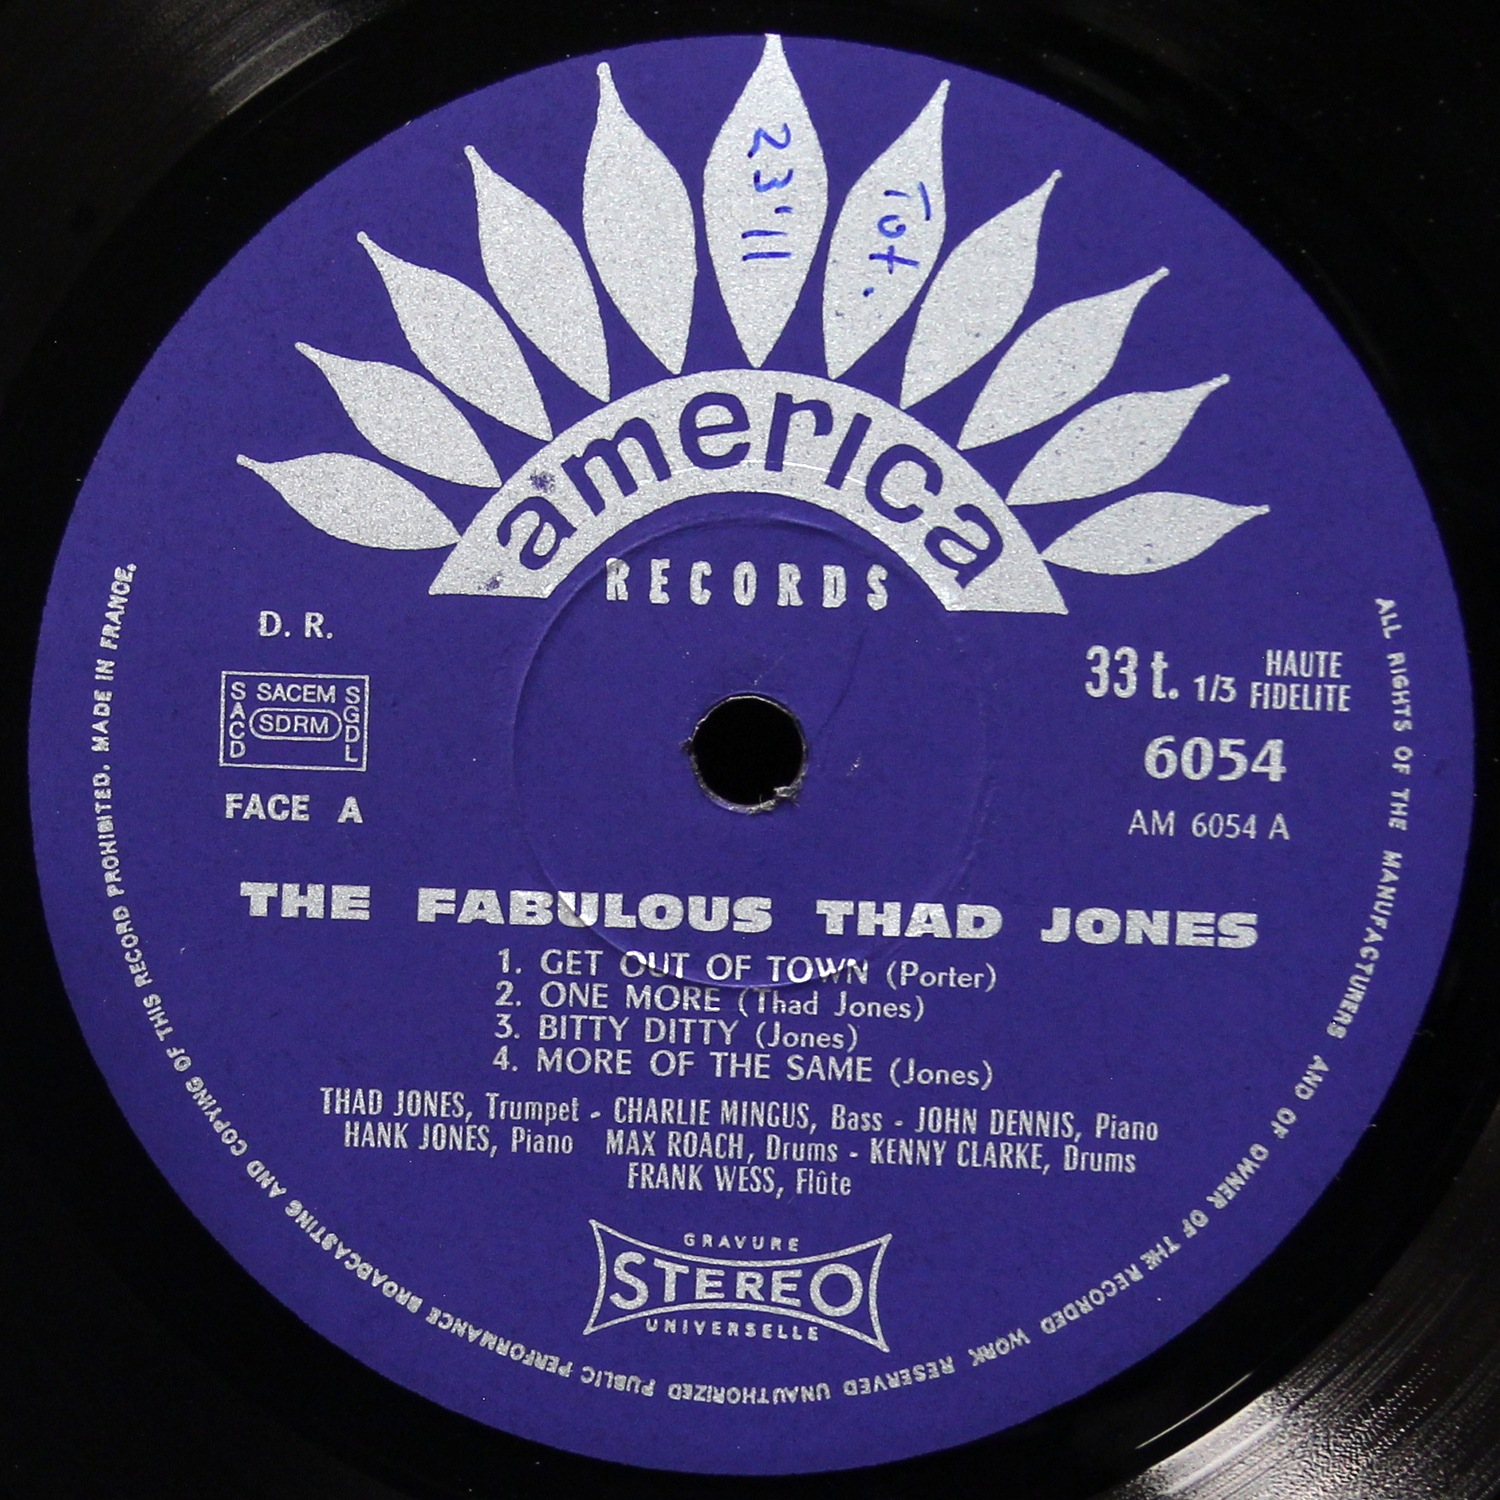 23'11
Tot.
america
RECORDS
D. R.
SACEM
SACD
SDRM
SGDL
FACE A
33 t. 1/3 HAUTE FIDELITE
6054
AM 6054 A
THE FABULOUS THAD JONES
1. GET OUT OF TOWN (Porter)
2. ONE MORE (Thad Jones)
3. BITTY DITTY (Jones)
4. MORE OF THE SAME (Jones)
THAD JONES, Trumpet - CHARLIE MINGUS, Bass - JOHN DENNIS, Piano
HANK JONES, Piano MAX ROACH, Drums - KENNY CLARKE, Drums
FRANK WESS, Flûte
GRAVURE
STEREO
UNIVERSELLE
ALL RIGHTS OF THE MANUFACTURERS AND OF OWNER OF THE RECORDED WORK RESERVED UNAUTHORIZED PUBLIC PERFORMANCE BROADCASTING AND COPYING OF THIS RECORD PROHIBITED. MADE IN FRANCE.